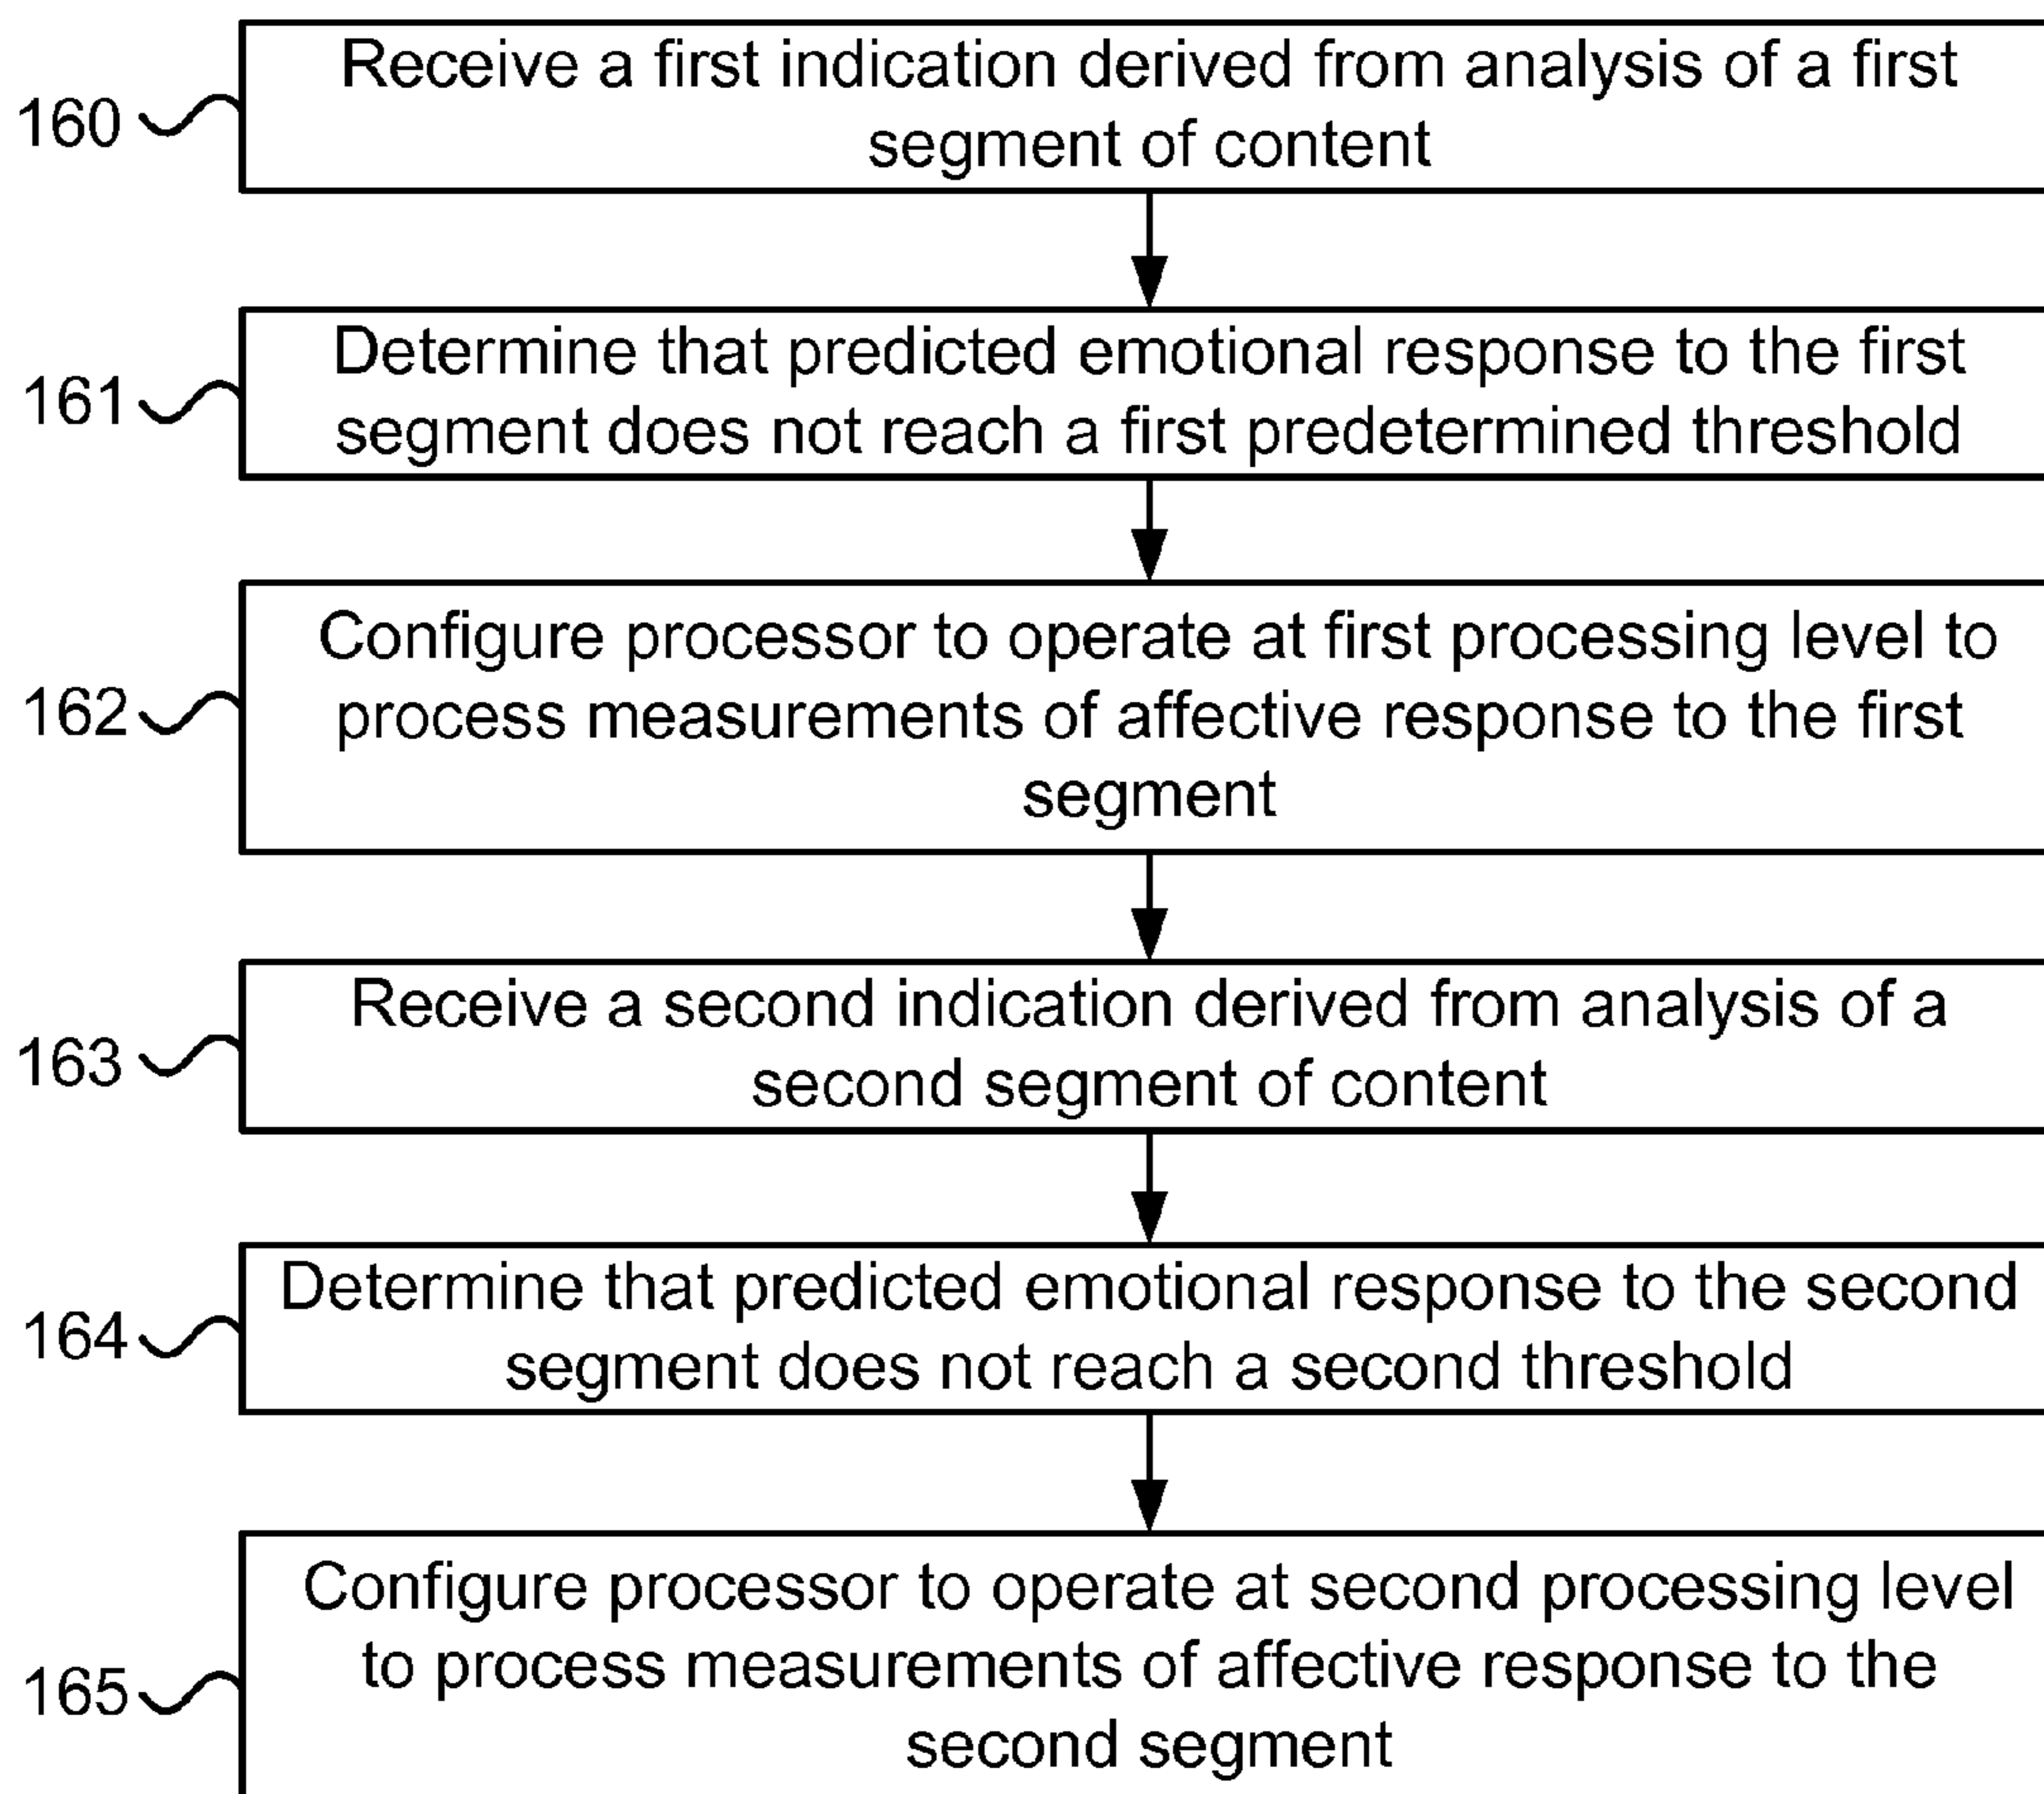 Receive a first indication derived from analysis of a first
segment of content
160
Determine that predicted emotional response to the first
segment does not reach a first predetermined threshold
161
Configure processor to operate at first processing level to
process measurements of affective response to the first
segment
162
Receive a second indication derived from analysis of a
second segment of content
163
Determine that predicted emotional response to the second
segment does not reach a second threshold
164
Configure processor to operate at second processing level
to process measurements of affective response to the
second segment
165